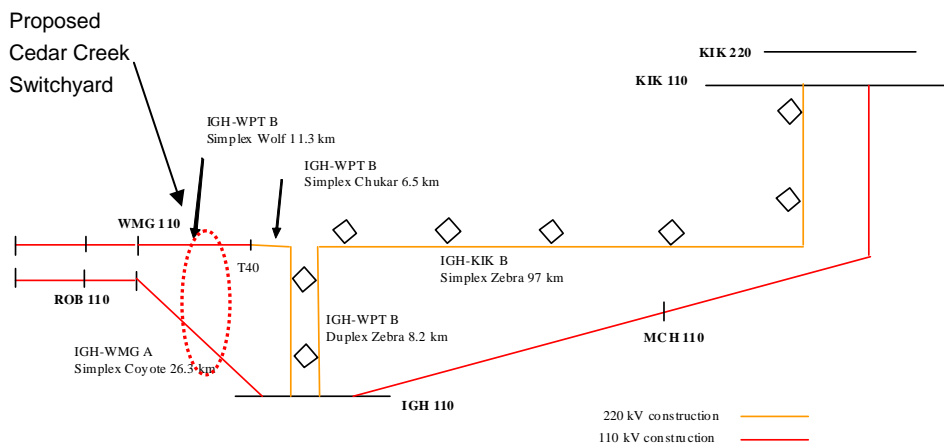 Proposed
Cedar Creek
Switchyard
KIK 220
KIK 110
IGH-WPT B
Simplex Wolf 11.3 km
IGH-WPT B
Simplex Chukar 6.5 km
WMG 110
T40
IGH-KIK B
Simplex Zebra 97 km
ROB 110
IGH-WPT B
Duplex Zebra 8.2 km
MCH 110
IGH-WMG A
Simplex Coyote 26.3 km
IGH 110
220 kV construction
110 kV construction